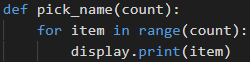 def pick_name(count):
    for item in range(count):
        display.print(item)